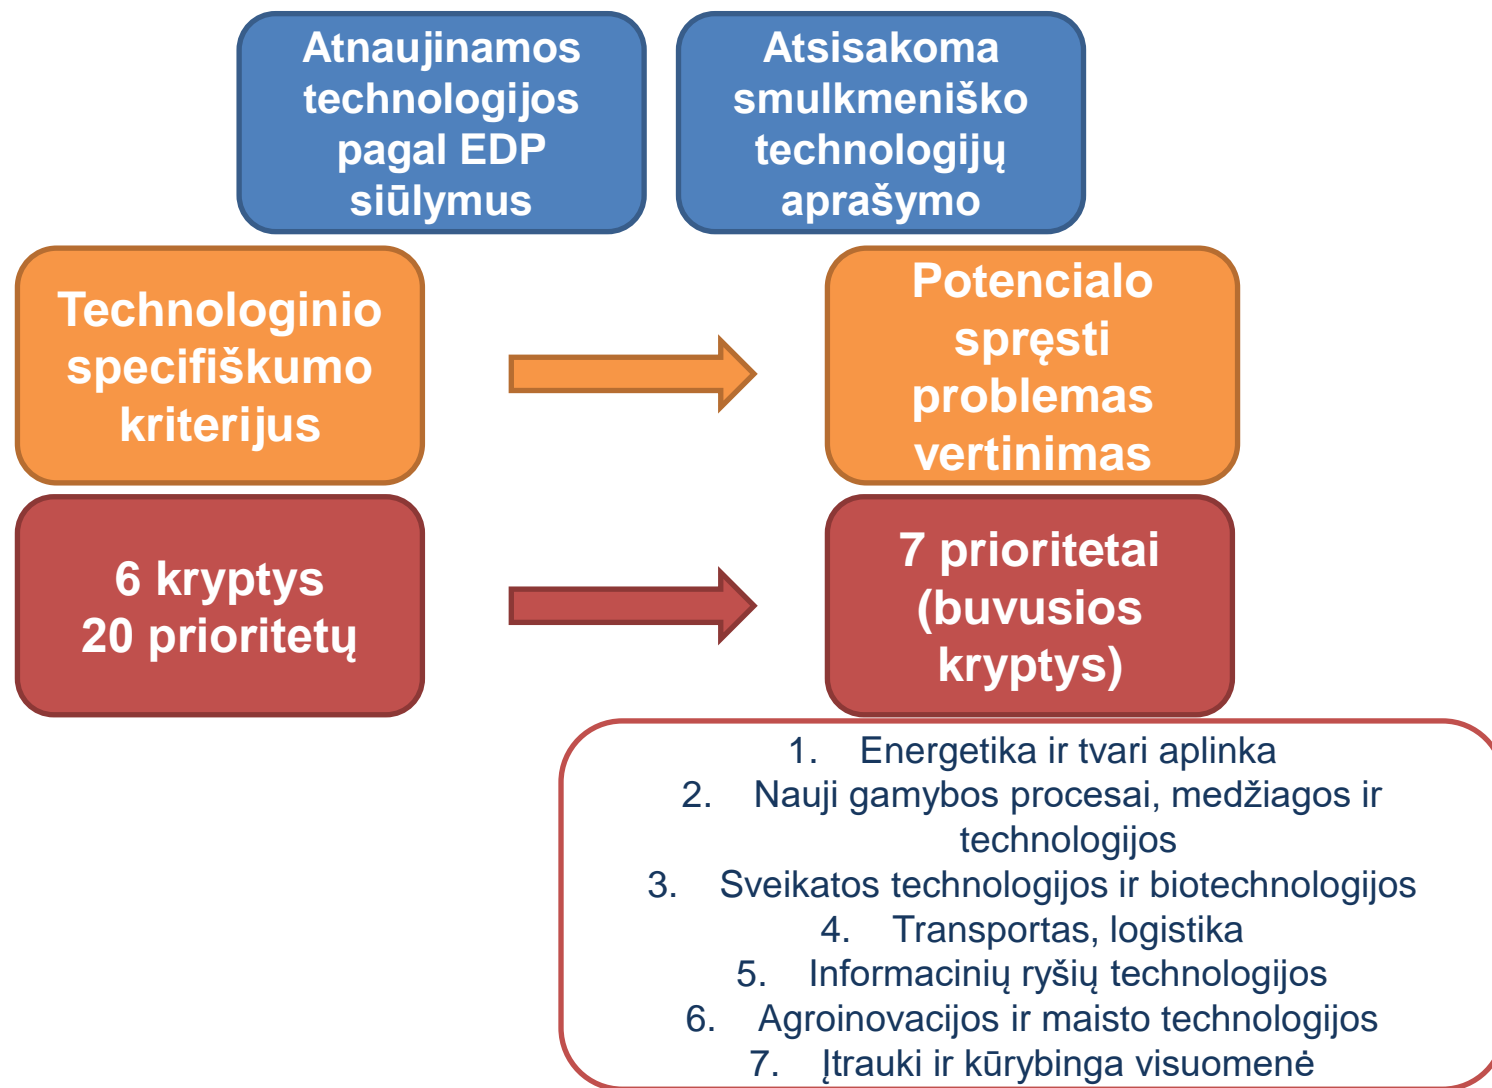 Atnaujinamos
technologijos
pagal EDP
siūlymus
Atsisakoma
smulkmeniško
technologijų
aprašymo
Technologinio
specifiškumo
kriterijus
Potencialo
spręsti
problemas
vertinimas
6 kryptys
20 prioritetų
7 prioritetai
(buvusios
kryptys)
1. Energetika ir tvari aplinka
2. Nauji gamybos procesai, medžiagos ir
technologijos
3. Sveikatos technologijos ir biotechnologijos
4. Transportas, logistika
5. Informacinių ryšių technologijos
6. Agroinovacijos ir maisto technologijos
7. Įtrauki ir kūrybinga visuomenė